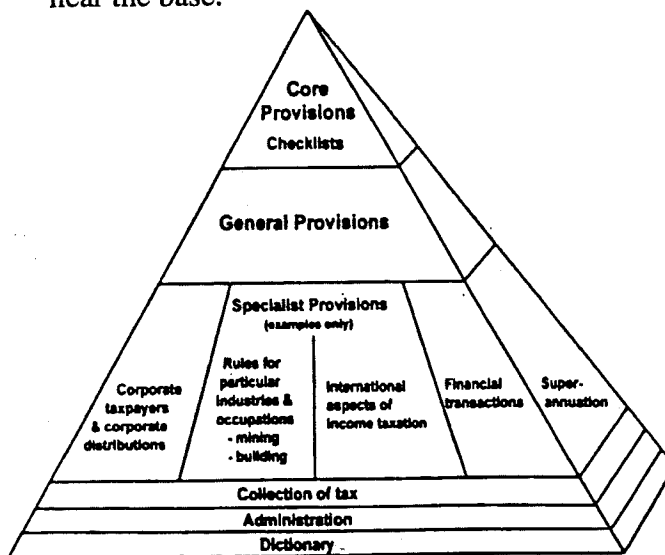 near the base.
Core
Provisions
Checklists
General Provisions
Specialist Provisions
(examples only)
Corporate
taxpayers
& corporate
distributions
Rules for
particular
industries &
occupations
- mining
- building
International
aspects of
income taxation
Financial
transactions
Super-
annuation
Collection of tax
Administration
Dictionary